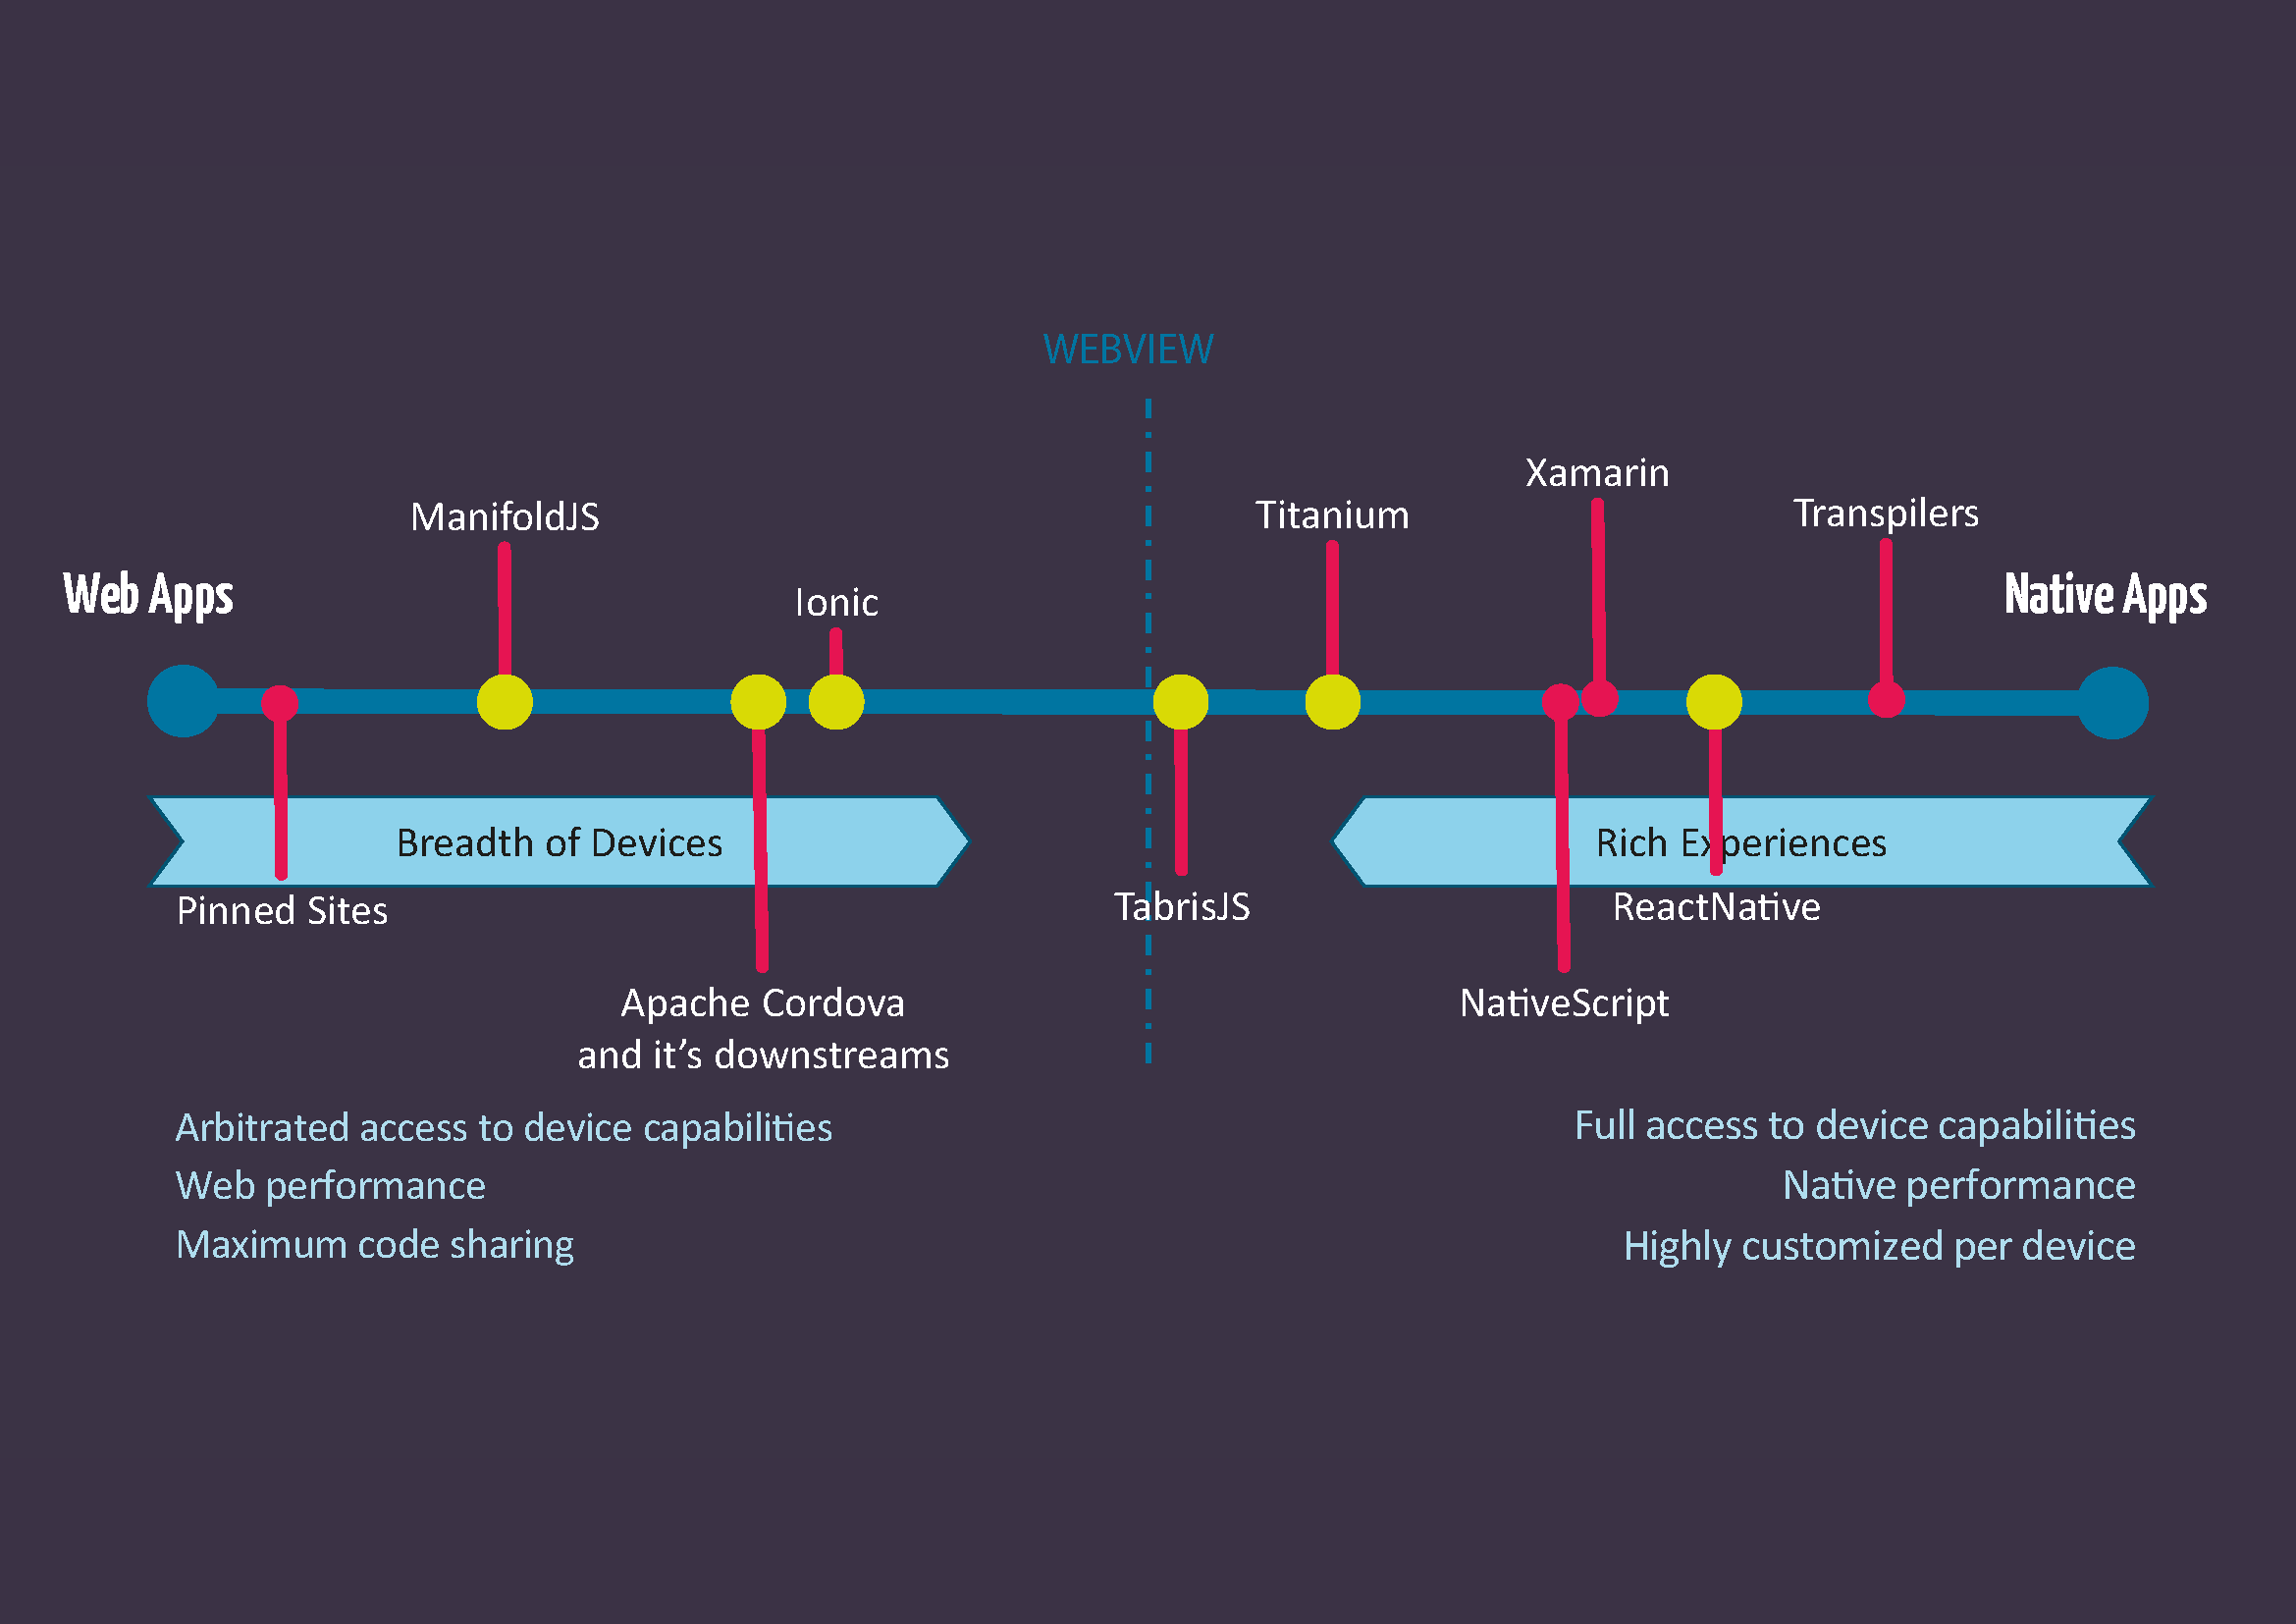 WEBVIEW
Xamarin
ManifoldJS
Titanium
Transpilers
Web Apps
Ionic
Native Apps
Breadth of Devices
Rich Experiences
Pinned Sites
TabrisJS
ReactNative
Apache Cordova
and it's downstreams
NativeScript
Arbitrated access to device capabilities
Web performance
Maximum code sharing
Full access to device capabilities
Native performance
Highly customized per device